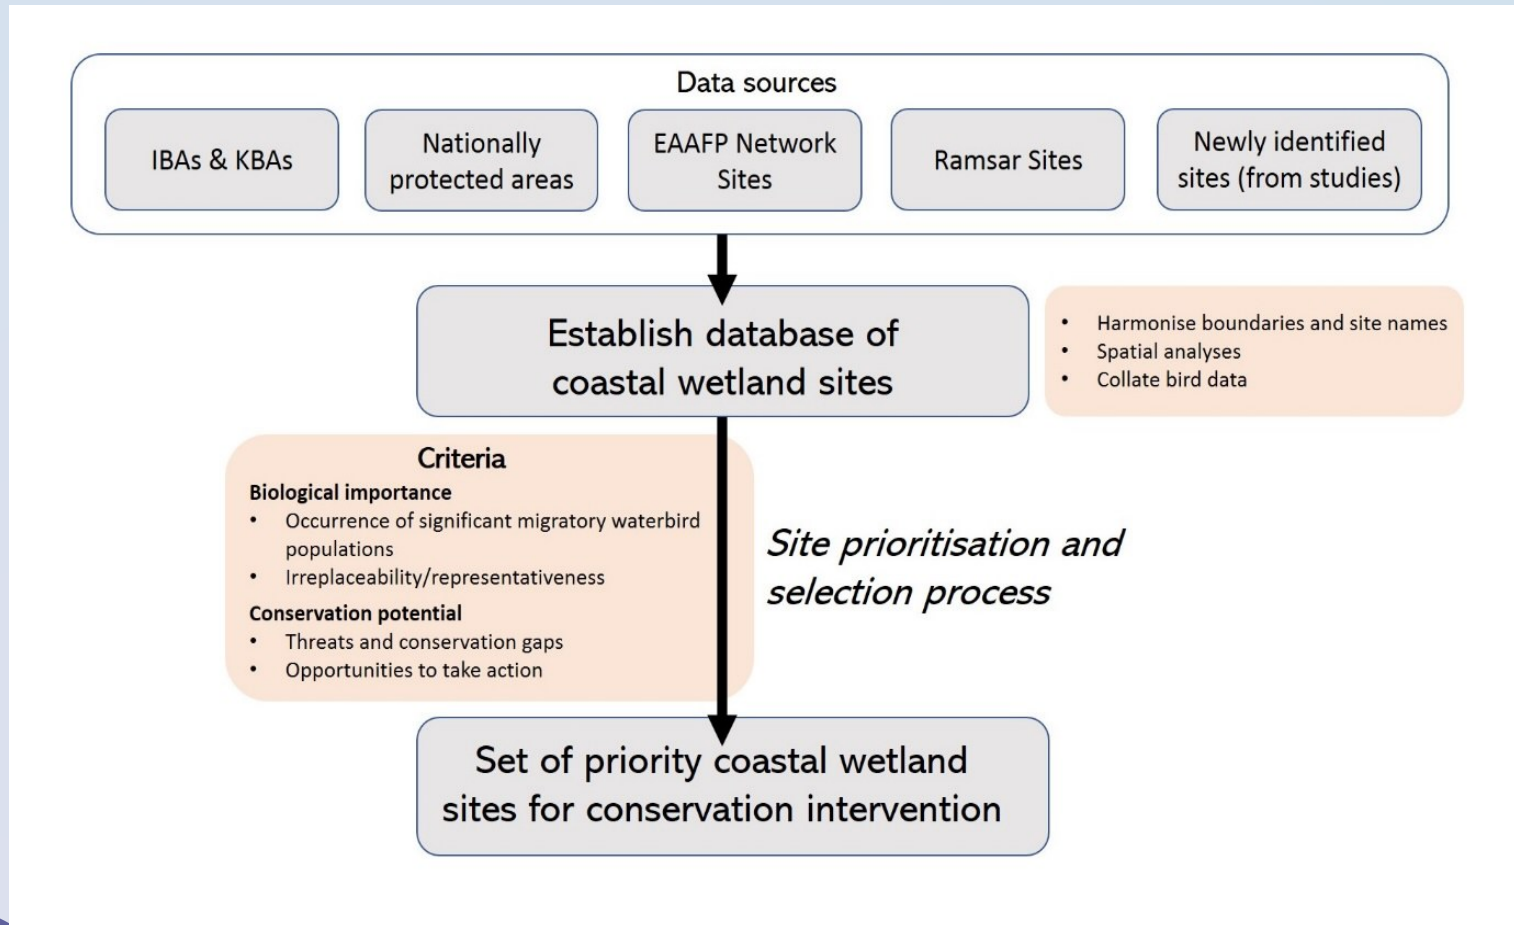 Data sources
IBAs & KBAs
Nationally
protected areas
EAAFP Network
Sites
Ramsar Sites
Newly identified
sites (from studies)
Establish database of
coastal wetland sites
• Harmonise boundaries and site names
• Spatial analyses
• Collate bird data
Criteria
Biological importance
• Occurrence of significant migratory waterbird
populations
• Irreplaceability/representativeness
Conservation potential
• Threats and conservation gaps
• Opportunities to take action
Site prioritisation and
selection process
Set of priority coastal wetland
sites for conservation intervention